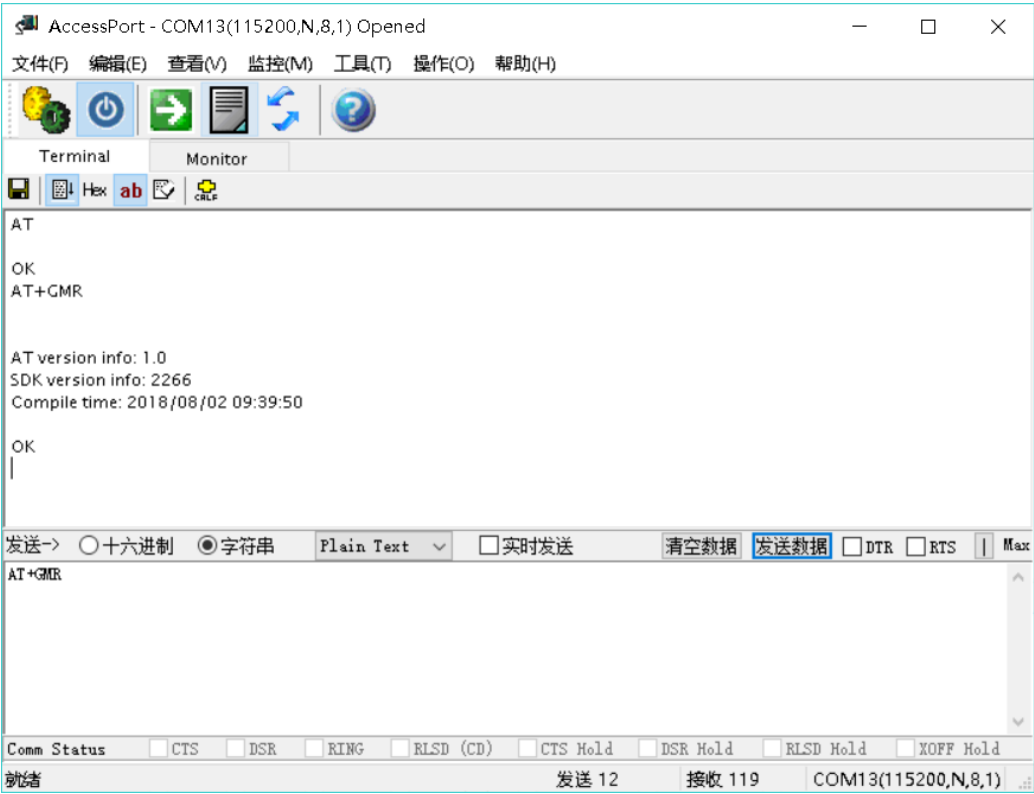 AccessPort - COM13(115200,N,8,1) Opened
文件(F) 编辑(E) 查看(V) 监控(M) 工具(T) 操作(O) 帮助(H)
Terminal Monitor
Hex ab CRLF
AT
OK
AT+GMR
AT version info: 1.0
SDK version info: 2266
Compile time: 2018/08/02 09:39:50
OK
发送-> 十六进制 字符串 Plain Text 实时发送 清空数据 发送数据 DTR RTS | Max
AT+GMR
Comm Status CTS DSR RING RLSD (CD) CTS Hold DSR Hold RLSD Hold XOFF Hold
就绪 发送 12 接收 119 COM13(115200,N,8,1)